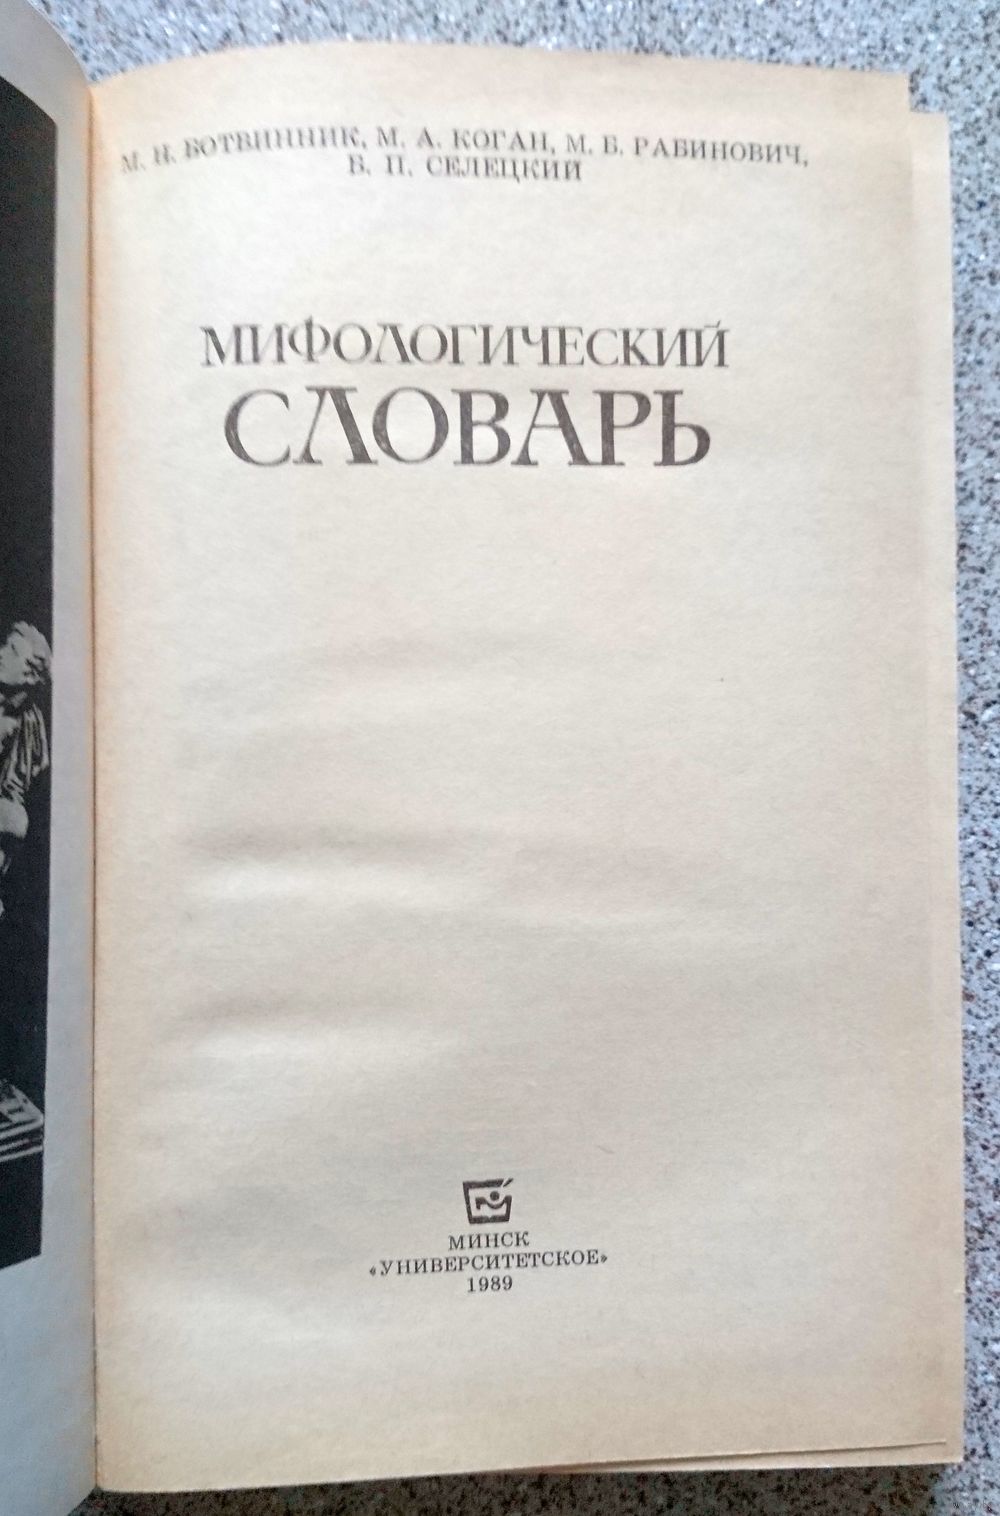 М. Н. БОТВИННИК, М. А. КОГАН, М. Б. РАБИНОВИЧ,
Б. П. СЕЛЕЦКИЙ
МИФОЛОГИЧЕСКИЙ
СЛОВАРЬ
МИНСК
«УНИВЕРСИТЕТСКОЕ»
1989